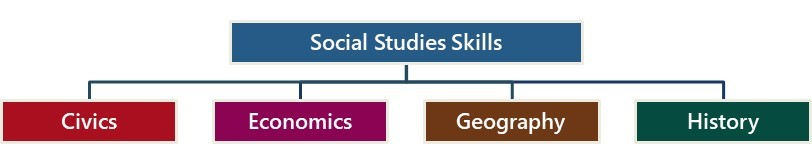 Social Studies Skills
Civics
Economics
Geography
History